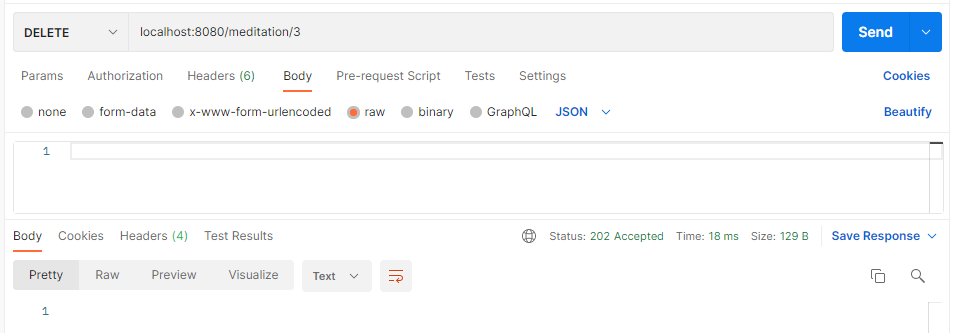 DELETE localhost:8080/meditation/3 Send
Params Authorization Headers (6) Body Pre-request Script Tests Settings Cookies
none form-data x-www-form-urlencoded raw binary GraphQL JSON Beautify
1
Body Cookies Headers (4) Test Results Status: 202 Accepted Time: 18 ms Size: 129 B Save Response
Pretty Raw Preview Visualize Text
1